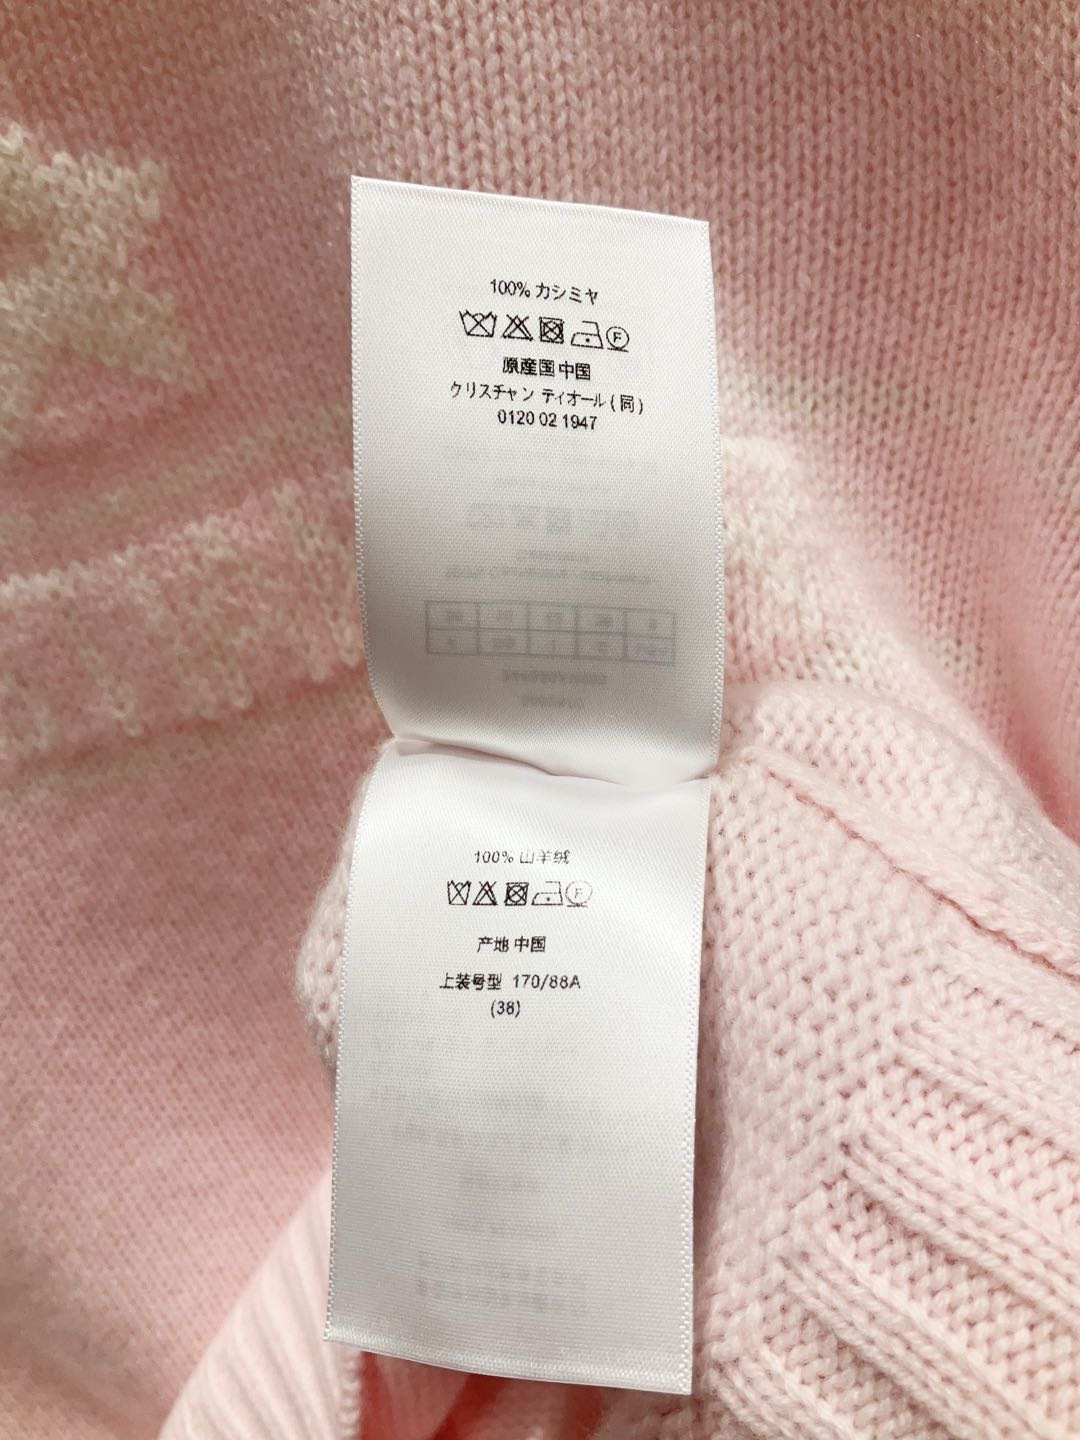 100% カシミヤ
F
原産国 中国
クリスチャン ディオール ( 同 )
0120 02 1947
100% 山羊绒
F
产地 中国
上装号型 170/88A
(38)